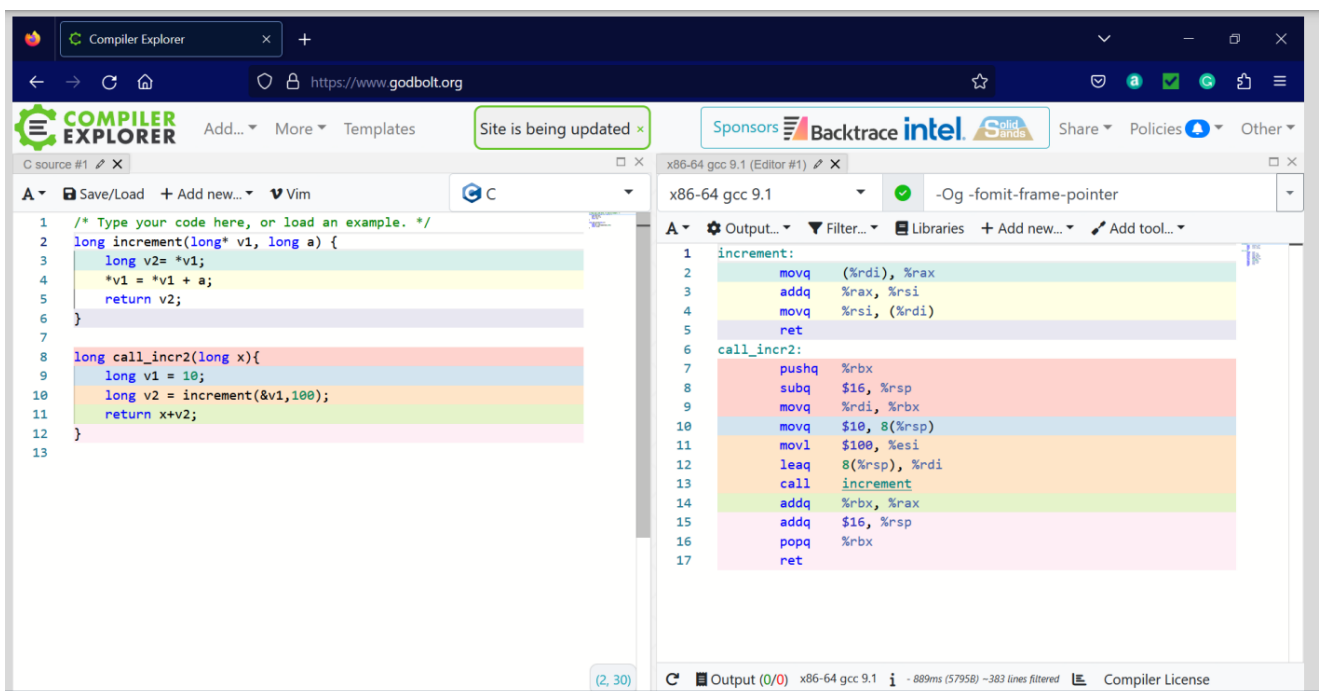 Compiler Explorer × +
https://www.godbolt.org
COMPILER EXPLORER Add... More Templates Site is being updated × Sponsors Backtrace intel. Solid Sands Share Policies Other
C source #1 X
x86-64 gcc 9.1 (Editor #1) X
A Save/Load + Add new... Vim C
x86-64 gcc 9.1 -Og -fomit-frame-pointer
A Output... Filter... Libraries + Add new... Add tool...
1 /* Type your code here, or load an example. */
2 long increment(long* v1, long a) {
3 long v2= *v1;
4 *v1 = *v1 + a;
5 return v2;
6 }
7
8 long call_incr2(long x){
9 long v1 = 10;
10 long v2 = increment(&v1,100);
11 return x+v2;
12 }
13
(2, 30)
1 increment:
2 movq (%rdi), %rax
3 addq %rax, %rsi
4 movq %rsi, (%rdi)
5 ret
6 call_incr2:
7 pushq %rbx
8 subq $16, %rsp
9 movq %rdi, %rbx
10 movq $10, 8(%rsp)
11 movl $100, %esi
12 leaq 8(%rsp), %rdi
13 call increment
14 addq %rbx, %rax
15 addq $16, %rsp
16 popq %rbx
17 ret
Output (0/0) x86-64 gcc 9.1 i - 889ms (57958) ~383 lines filtered Compiler License